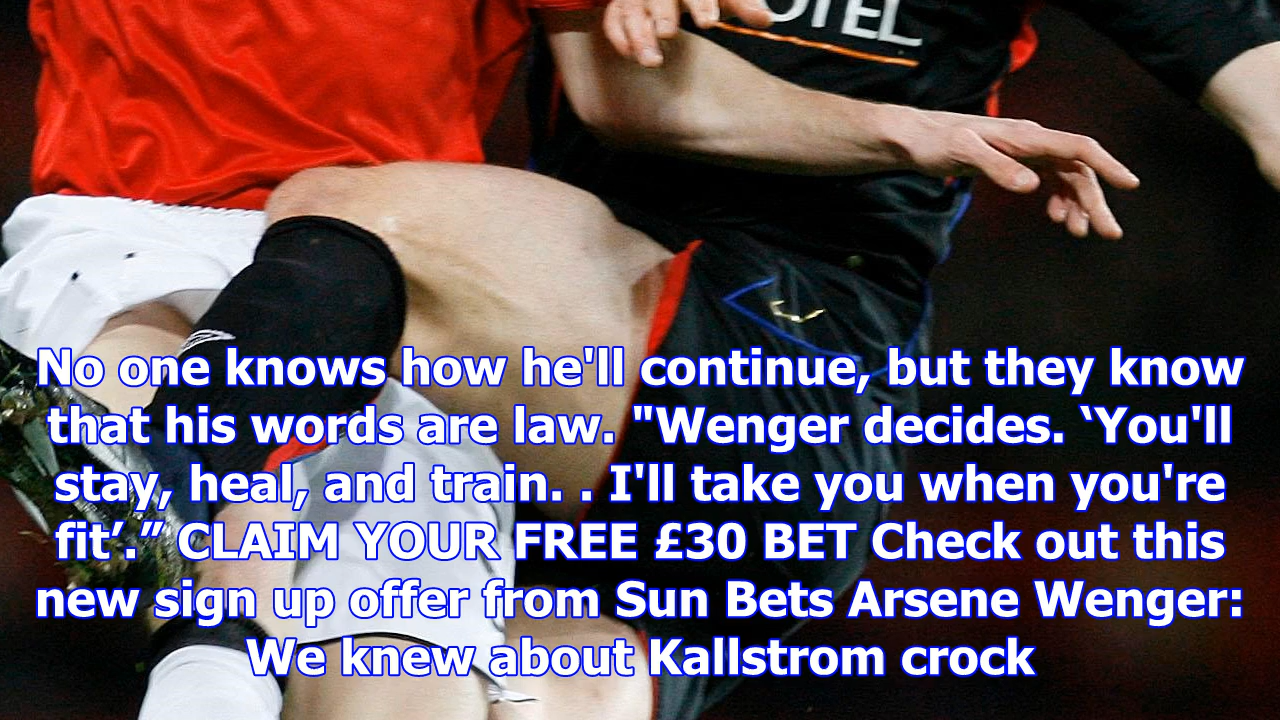 OTEL
No one knows how he'll continue, but they know
that his words are law. "Wenger decides. ‘You'll
stay, heal, and train. . I'll take you when you're
fit’.” CLAIM YOUR FREE £30 BET Check out this
new sign up offer from Sun Bets Arsene Wenger:
We knew about Kallstrom crock